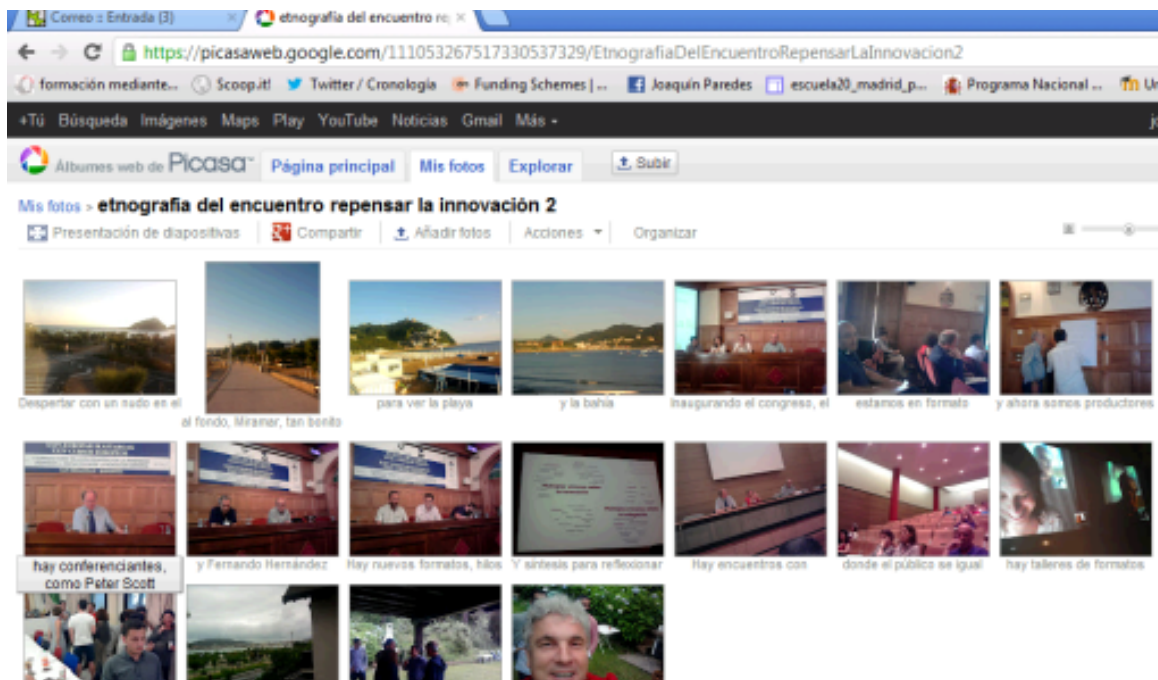 Correo :: Entrada (3)
etnografia del encuentro re
https://picasaweb.google.com/111053267517330537329/EtnografiaDelEncuentroRepensarLaInnovacion2
formación mediante... Scoop.it! Twitter / Cronología Funding Schemes |... Joaquín Paredes escuela20_madrid_p... Programa Nacional ... Un
+Tú Búsqueda Imágenes Maps Play YouTube Noticias Gmail Más
Álbumes web de Picasa Página principal Mis fotos Explorar Subir
Mis fotos > etnografia del encuentro repensar la innovación 2
Presentación de diapositivas Compartir Añadir fotos Acciones Organizar
Despertar con un nudo en el
al fondo, Miramar, tan bonito
para ver la playa
y la bahía
Inaugurando el congreso, el
estamos en formato
y ahora somos productores
hay conferenciantes,
como Peter Scott
y Fernando Hernández
Hay nuevos formatos, hilos
Y síntesis para reflexionar
Hay encuentros con
donde el público se igual
hay talleres de formatos